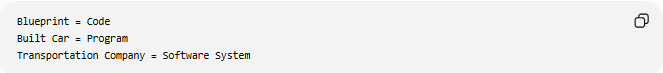 Blueprint = Code
Built Car = Program
Transportation Company = Software System